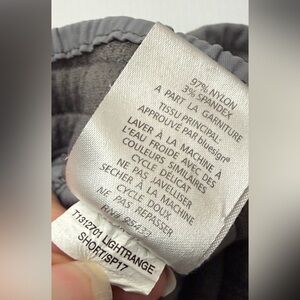 97% NYLON
3% SPANDEX
A PART LA GARNITURE
TISSU PRINCIPAL
APPROUVÉ PAR bluesign®
LAVER À LA MACHINE À
L'EAU FROIDE AVEC DES
COULEURS SIMILAIRES
CYCLE DÉLICAT
NE PAS JAVELLISER
SÉCHER À LA MACHINE
CYCLE DOUX
NE PAS REPASSER
RN# 95437
T1312701 LIGHTRANGE
SHORT/SP17